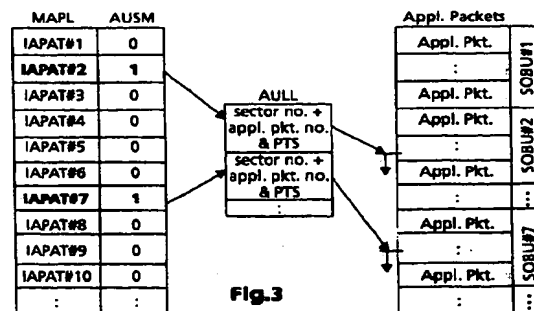 MAPL AUSM
IAPAT#1 0
IAPAT#2 1
IAPAT#3 0
IAPAT#4 0
IAPAT#5 0
IAPAT#6 0
IAPAT#7 1
IAPAT#8 0
IAPAT#9 0
IAPAT#10 0
: :
AULL
sector no. +
appl. pkt. no.
& PTS
sector no. +
appl. pkt. no.
& PTS
:
Appl. Packets
Appl. Pkt.
:
Appl. Pkt.
SOBU#1
Appl. Pkt.
:
Appl. Pkt.
SOBU#2
: ...
Appl. Pkt.
:
Appl. Pkt.
SOBU#7
: ...
Fig.3